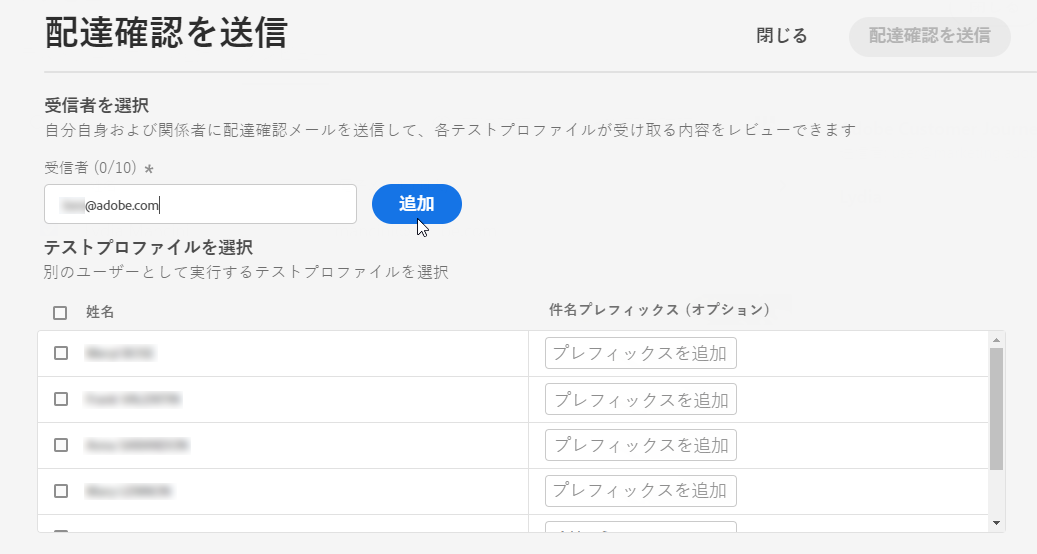 配達確認を送信
閉じる
配達確認を送信
受信者を選択
自分自身および関係者に配達確認メールを送信して、各テストプロファイルが受け取る内容をレビューできます
受信者 (0/10) *
@adobe.com
追加
テストプロファイルを選択
別のユーザーとして実行するテストプロファイルを選択
姓名
件名プレフィックス (オプション)
プレフィックスを追加
プレフィックスを追加
プレフィックスを追加
プレフィックスを追加